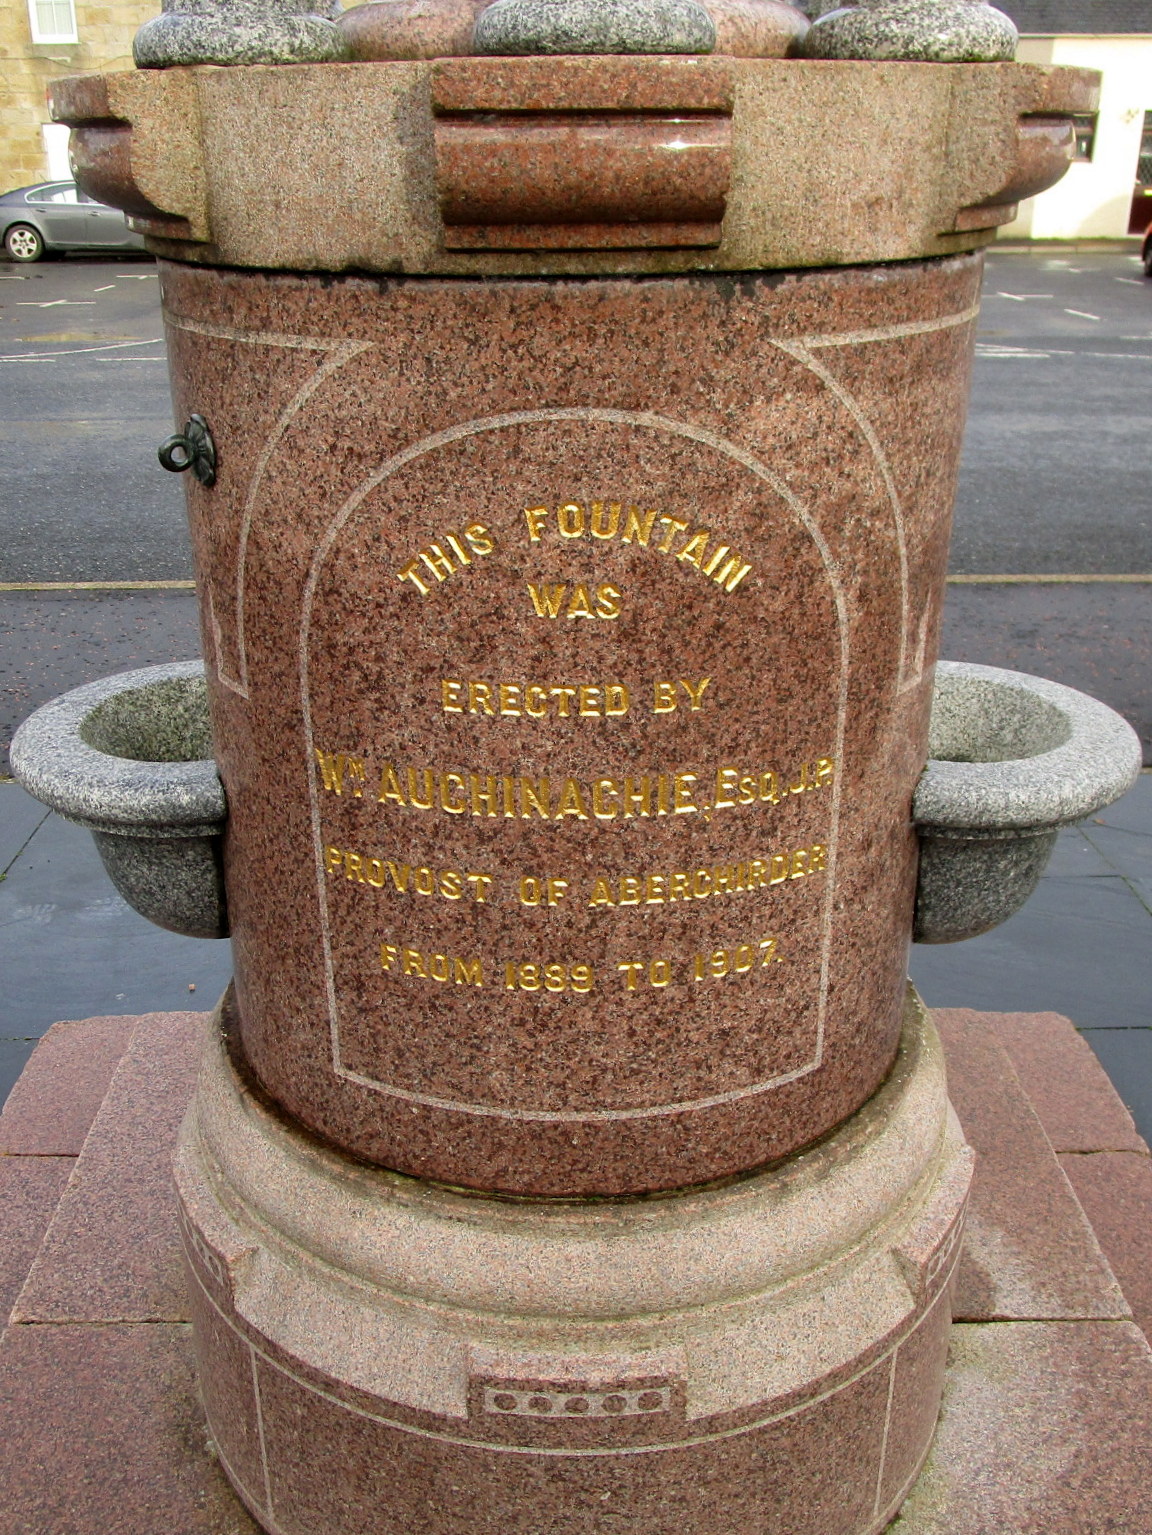 THIS FOUNTAIN
WAS
ERECTED BY
WM AUCHINACHIE, ESQ. J.P.
PROVOST OF ABERCHIRDER
FROM 1889 TO 1907.